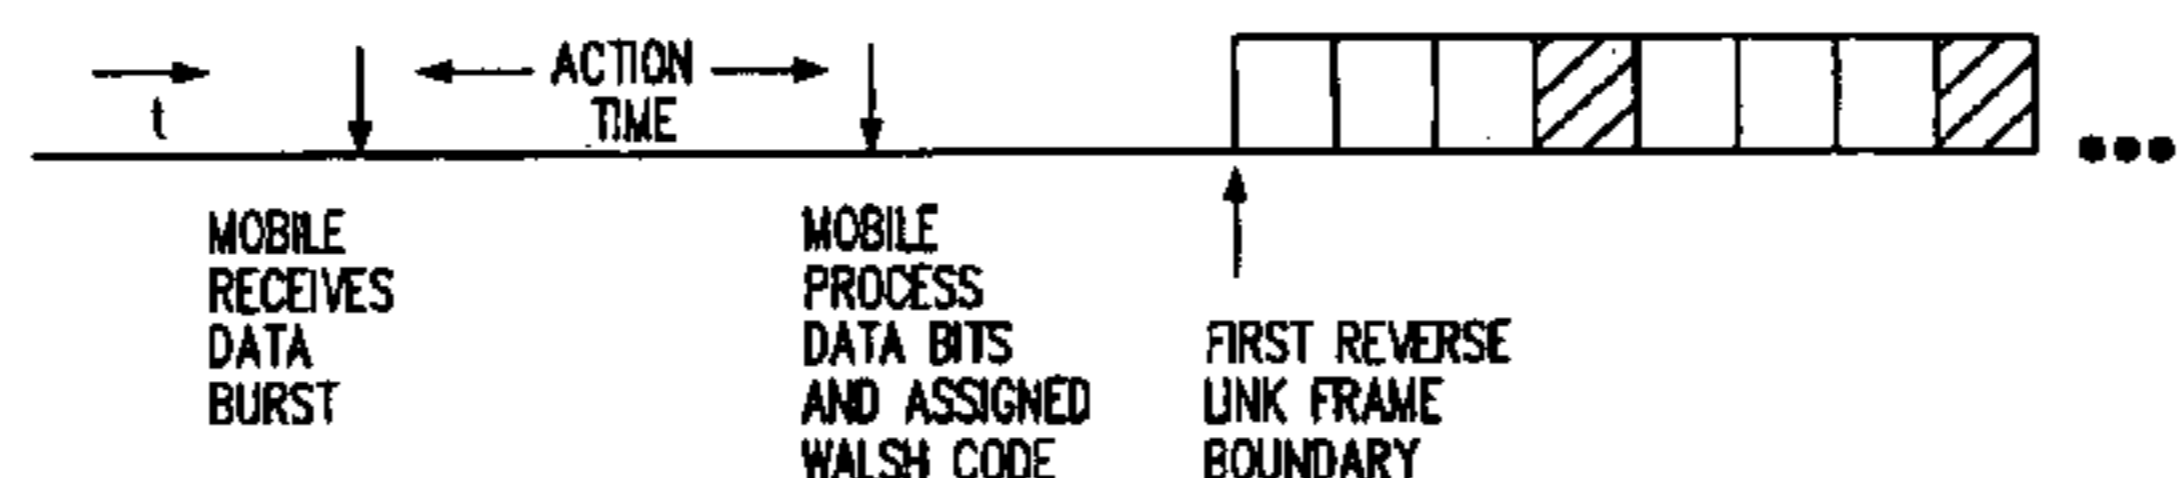 ACTION
TIME
t
MOBILE
RECEIVES
DATA
BURST
MOBILE
PROCESS
DATA BITS
AND ASSIGNED
WALSH CODE
FIRST REVERSE
LINK FRAME
BOUNDARY